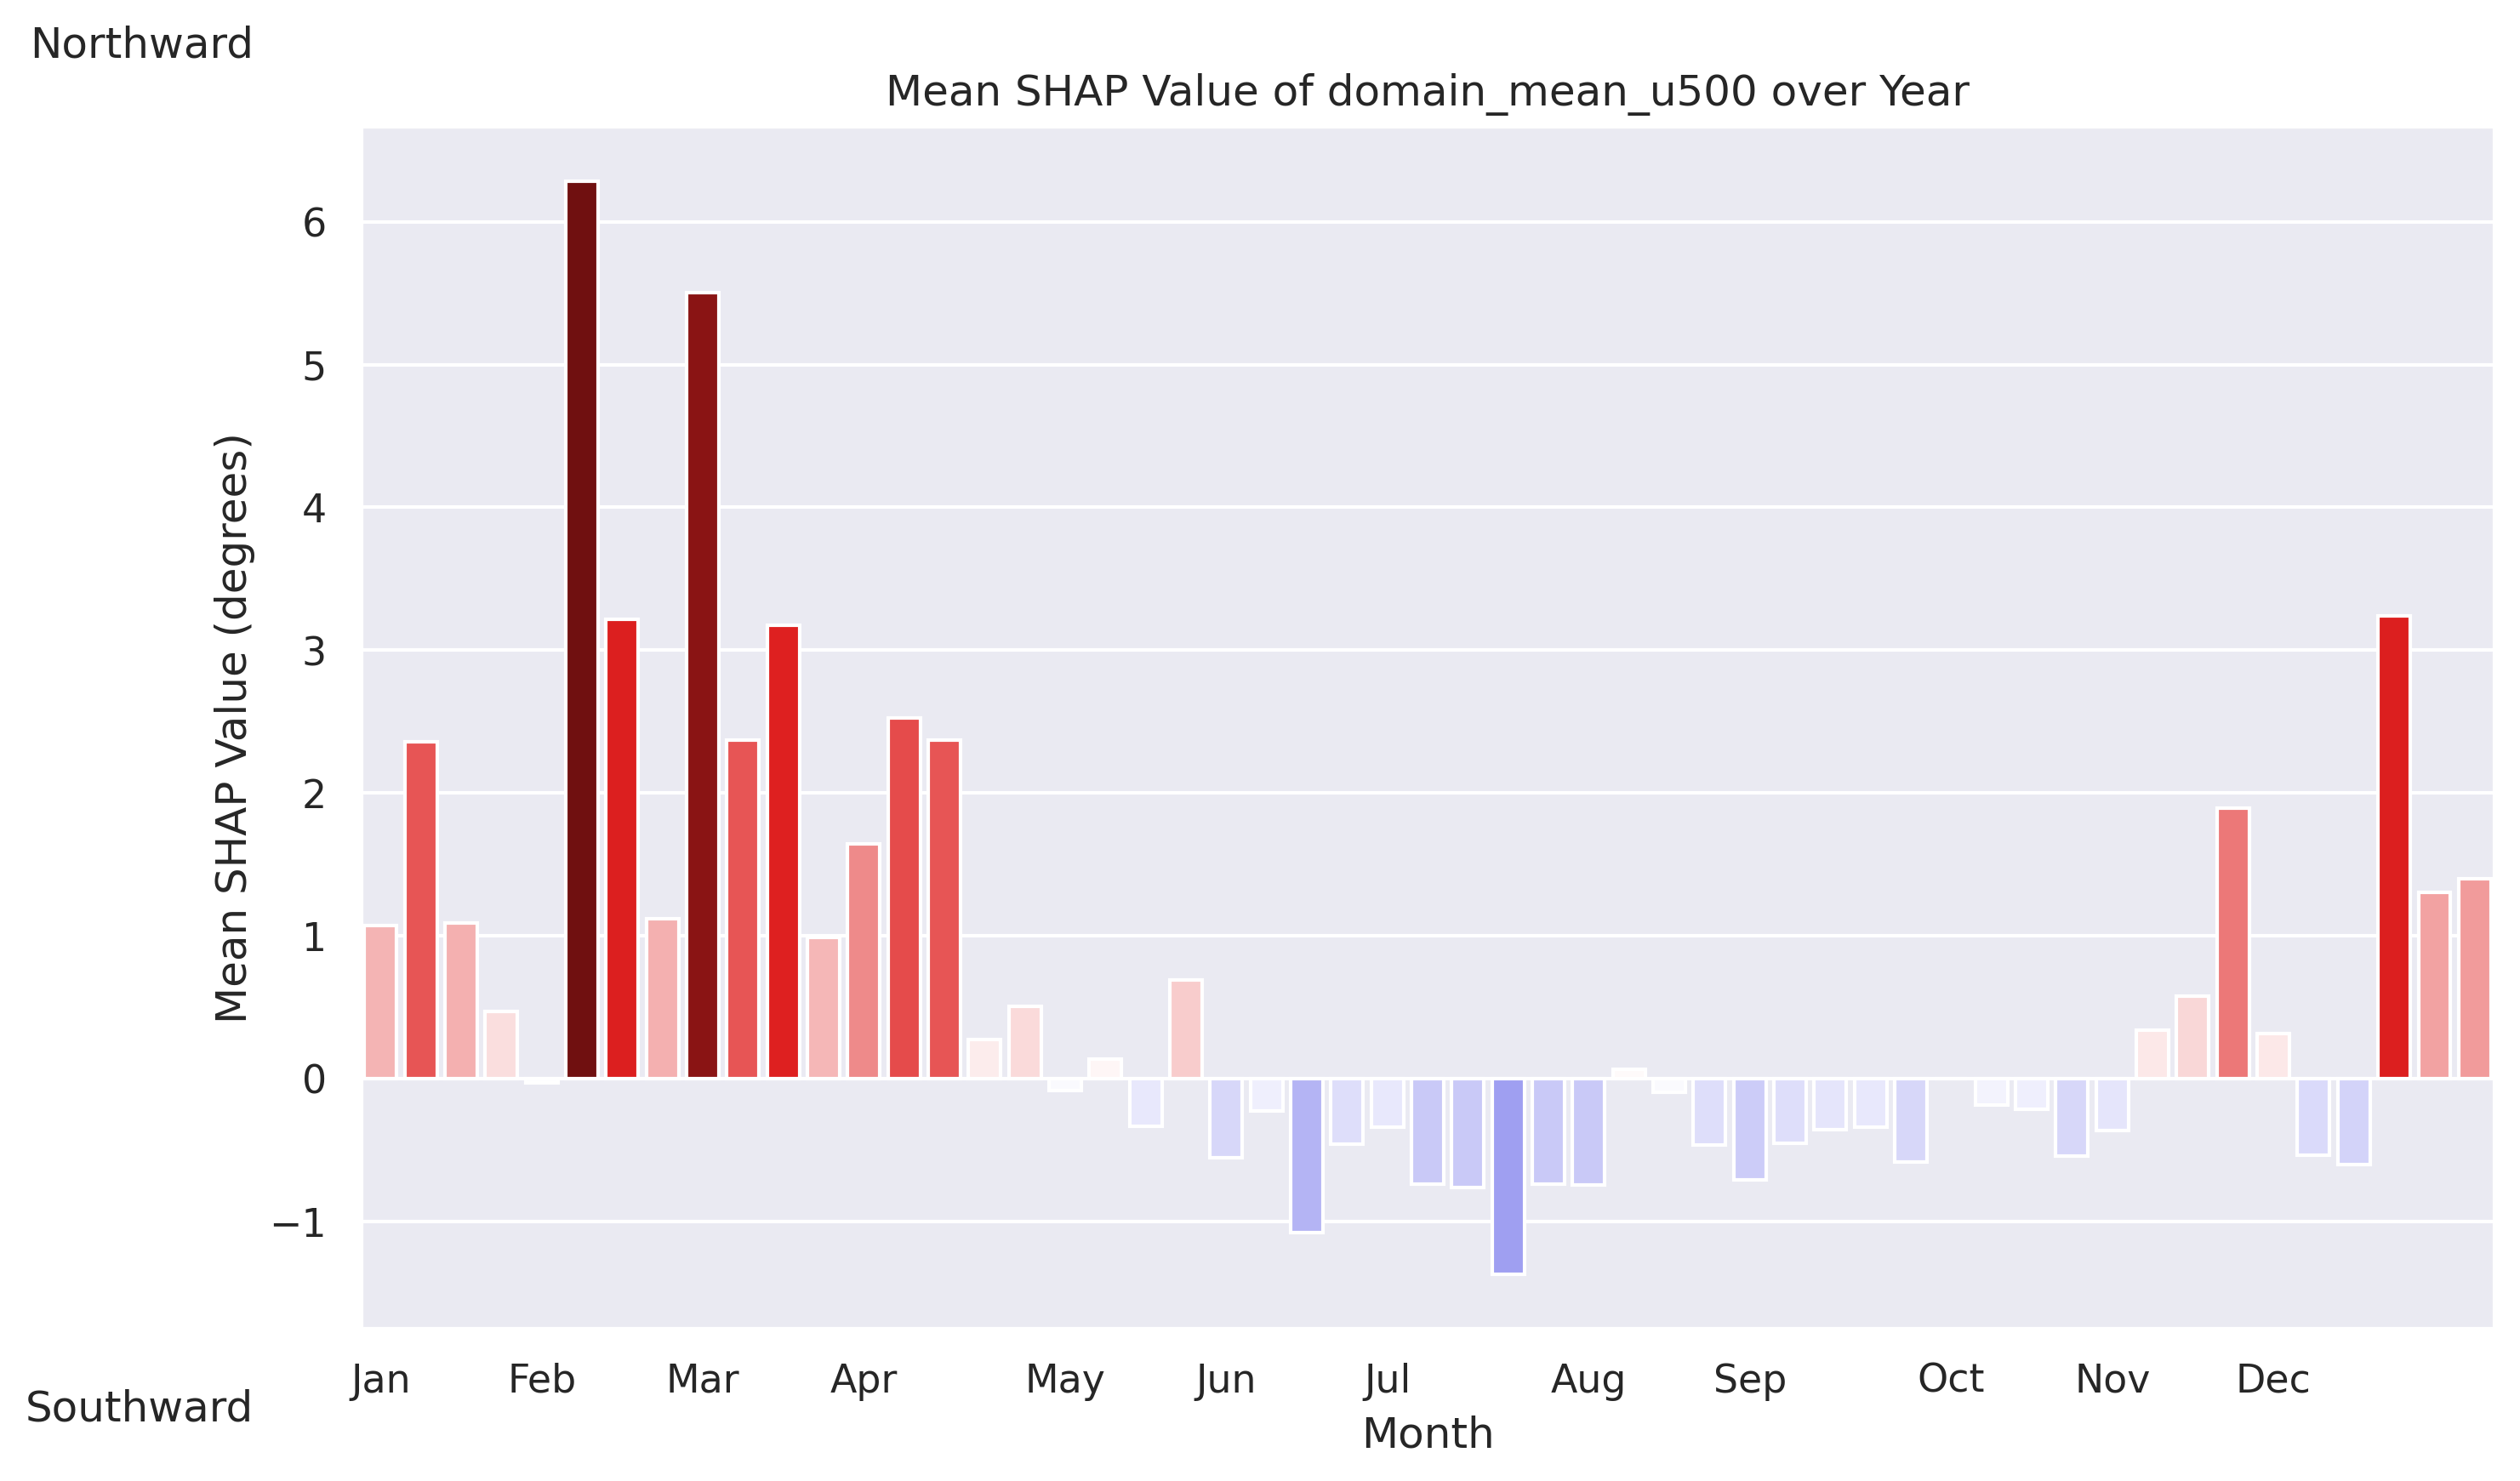 Northward
Mean SHAP Value of domain_mean_u500 over Year
Mean SHAP Value (degrees)
6
5
4
3
2
1
0
−1
Jan Feb Mar Apr May Jun Jul Aug Sep Oct Nov Dec
Southward
Month